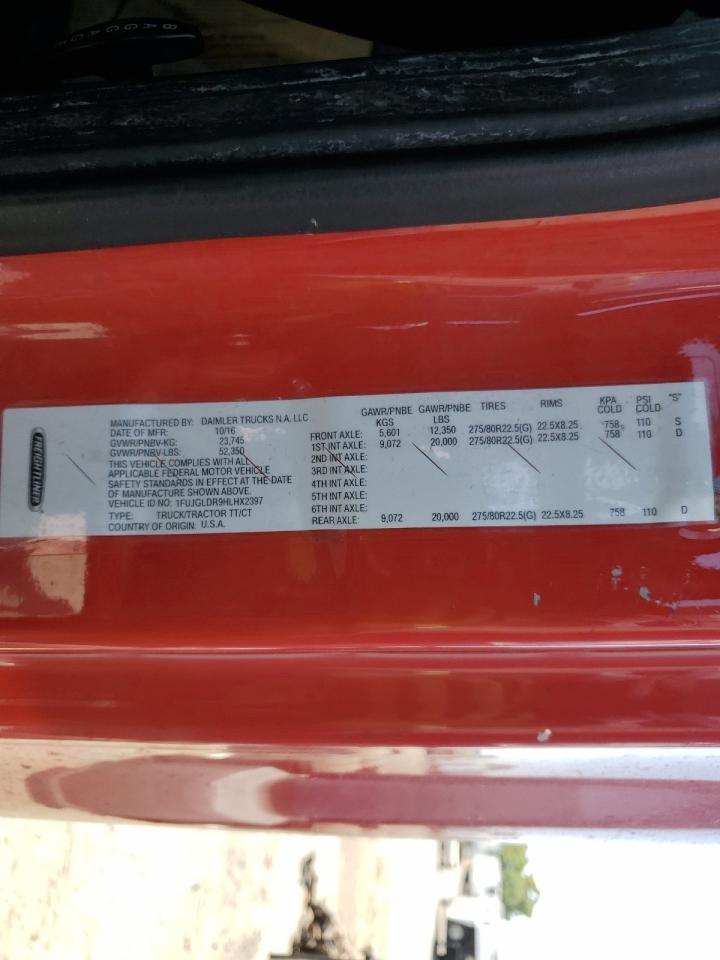 BAGGAGE
FREIGHTLINER
MANUFACTURED BY: DAIMLER TRUCKS N.A. LLC
DATE OF MFR: 10/16
GVWR/PNBV-KG: 23,745
GVWR/PNBV-LBS: 52,350
THIS VEHICLE COMPLIES WITH ALL
APPLICABLE FEDERAL MOTOR VEHICLE
SAFETY STANDARDS IN EFFECT AT THE DATE
OF MANUFACTURE SHOWN ABOVE.
VEHICLE ID NO: 1FUJGLDR9HLHX2397
TYPE: TRUCK/TRACTOR TT/CT
COUNTRY OF ORIGIN: U.S.A.
GAWR/PNBE GAWR/PNBE TIRES RIMS KPA PSI "S"
KGS LBS COLD COLD
FRONT AXLE: 5,601 12,350 275/80R22.5(G) 22.5X8.25 758 110 S
1ST INT AXLE: 9,072 20,000 275/80R22.5(G) 22.5X8.25 758 110 D
2ND INT AXLE:
3RD INT AXLE:
4TH INT AXLE:
5TH INT AXLE:
6TH INT AXLE:
REAR AXLE: 9,072 20,000 275/80R22.5(G) 22.5X8.25 758 110 D